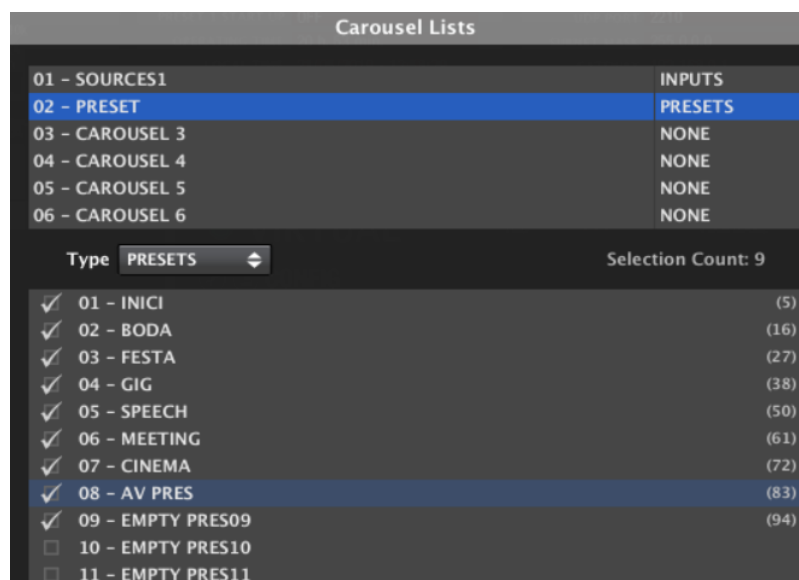 Carousel Lists
01 – SOURCES1 INPUTS
02 – PRESET PRESETS
03 – CAROUSEL 3 NONE
04 – CAROUSEL 4 NONE
05 – CAROUSEL 5 NONE
06 – CAROUSEL 6 NONE
Type PRESETS Selection Count: 9
01 – INICI (5)
02 – BODA (16)
03 – FESTA (27)
04 – GIG (38)
05 – SPEECH (50)
06 – MEETING (61)
07 – CINEMA (72)
08 – AV PRES (83)
09 – EMPTY PRES09 (94)
10 – EMPTY PRES10
11 – EMPTY PRES11